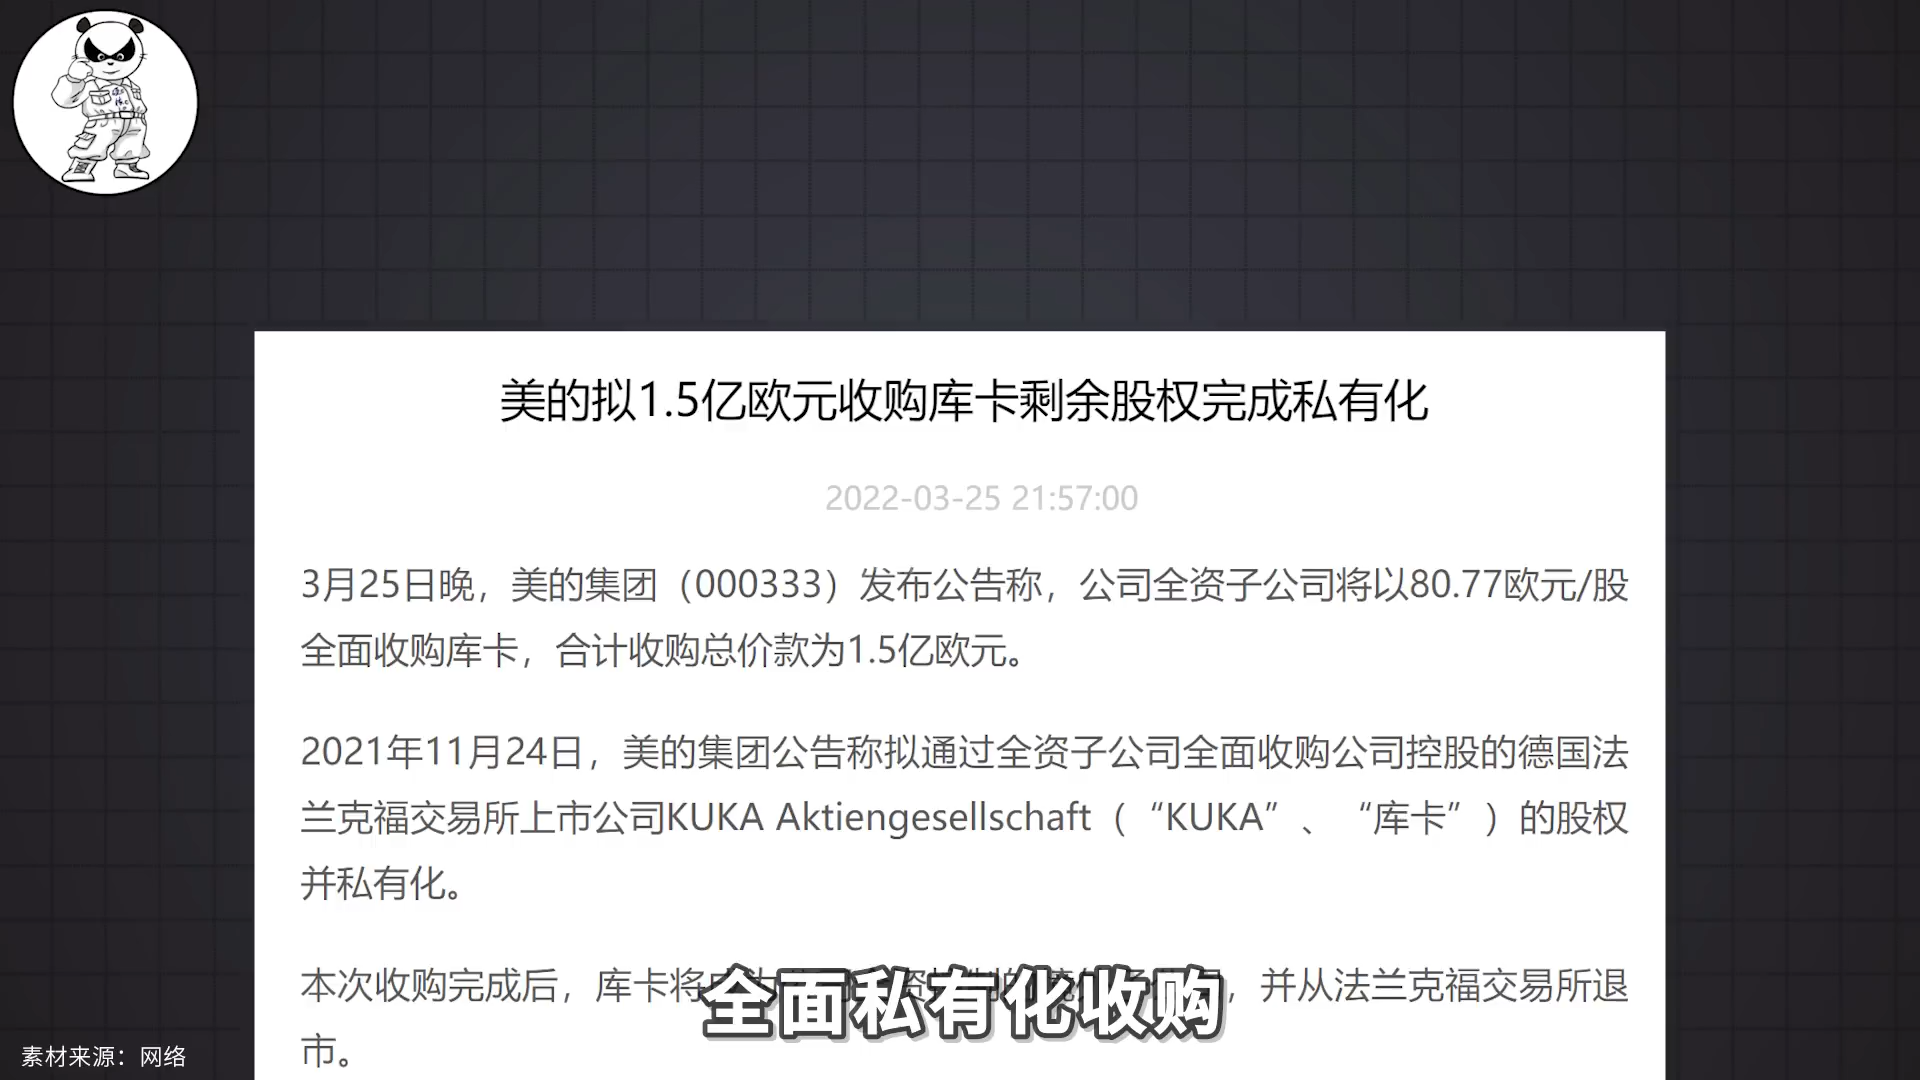 美的拟1.5亿欧元收购库卡剩余股权完成私有化
2022-03-25 21:57:00
3月25日晚，美的集团（000333）发布公告称，公司全资子公司将以80.77欧元/股
全面收购库卡，合计收购总价款为1.5亿欧元。
2021年11月24日，美的集团公告称拟通过全资子公司全面收购公司控股的德国法
兰克福交易所上市公司KUKA Aktiengesellschaft（“KUKA”、“库卡”）的股权
并私有化。
本次收购完成后，库卡将 ，并从法兰克福交易所退
市。
全面私有化收购
素材来源：网络